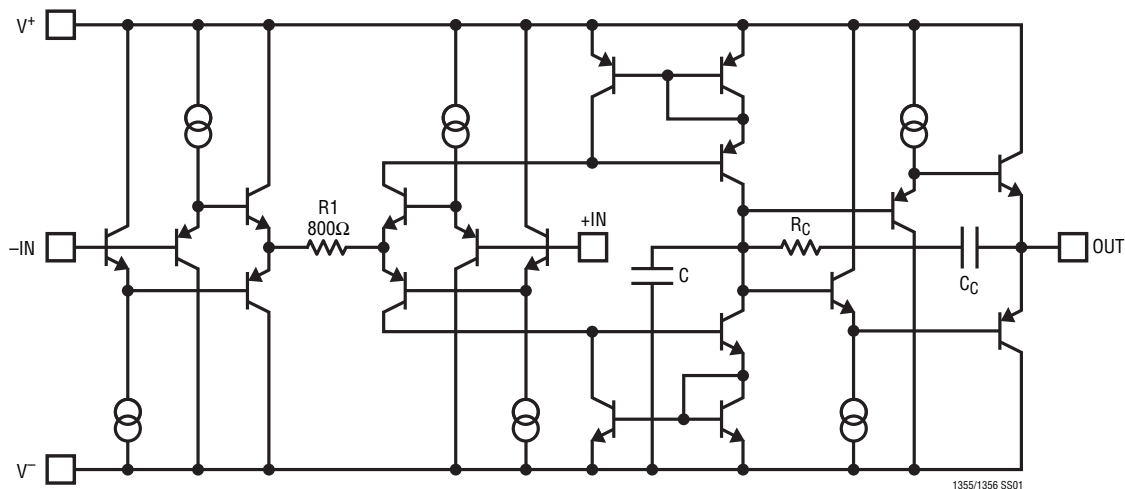 V+
–IN
R1
800Ω
+IN
C
RC
CC
OUT
V–
1355/1356 SS01